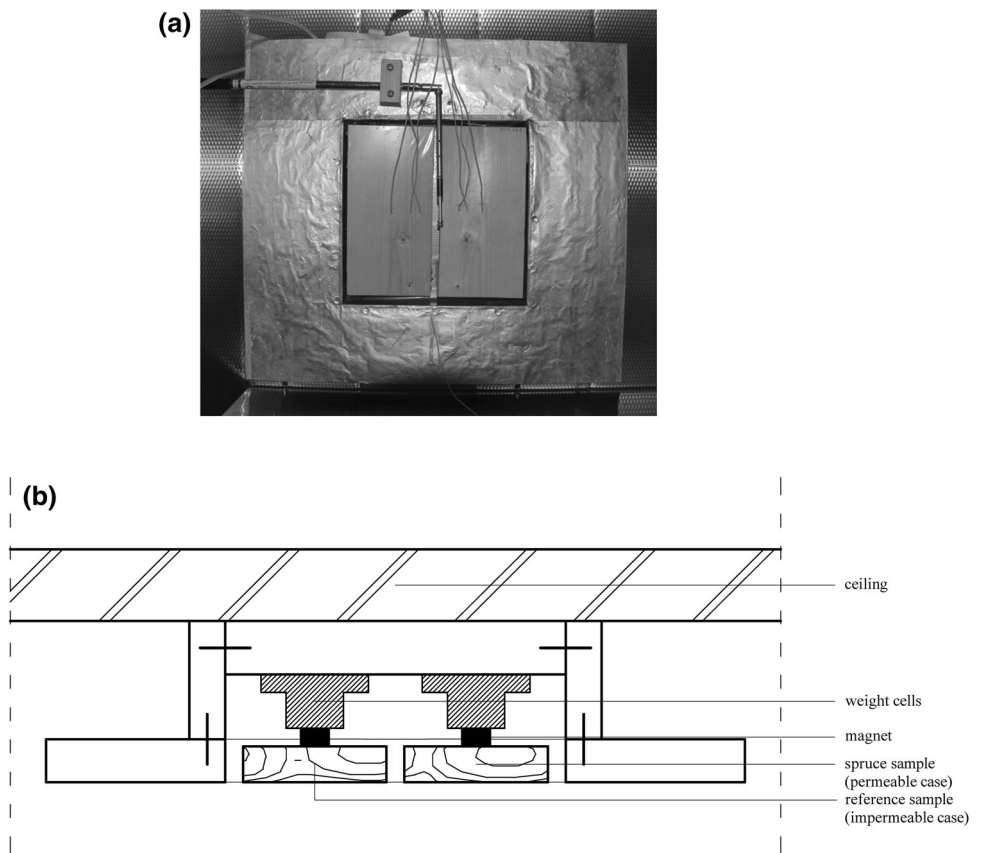 (a)
(b)
ceiling
weight cells
magnet
spruce sample
(permeable case)
reference sample
(impermeable case)